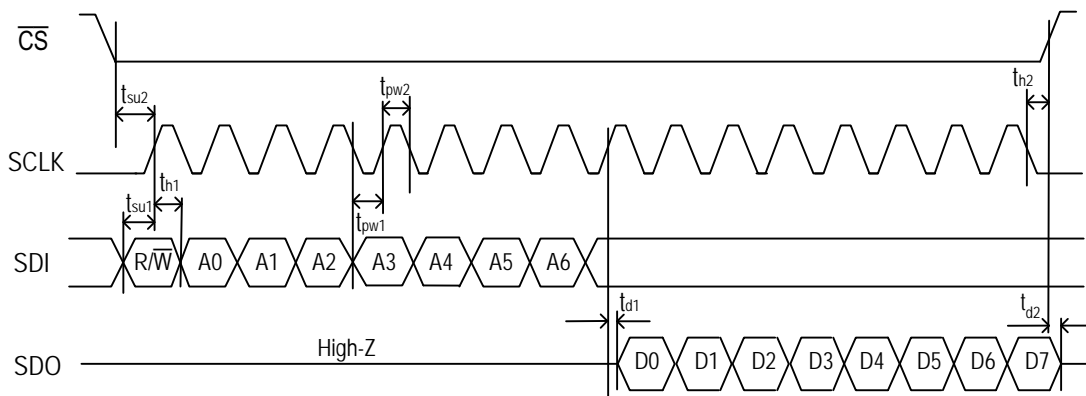 C̅S̅
t_su2
t_pw2
t_h2
SCLK
t_su1
t_h1
t_pw1
SDI
R/W̅ A0 A1 A2 A3 A4 A5 A6
t_d1
t_d2
SDO
High-Z
D0 D1 D2 D3 D4 D5 D6 D7